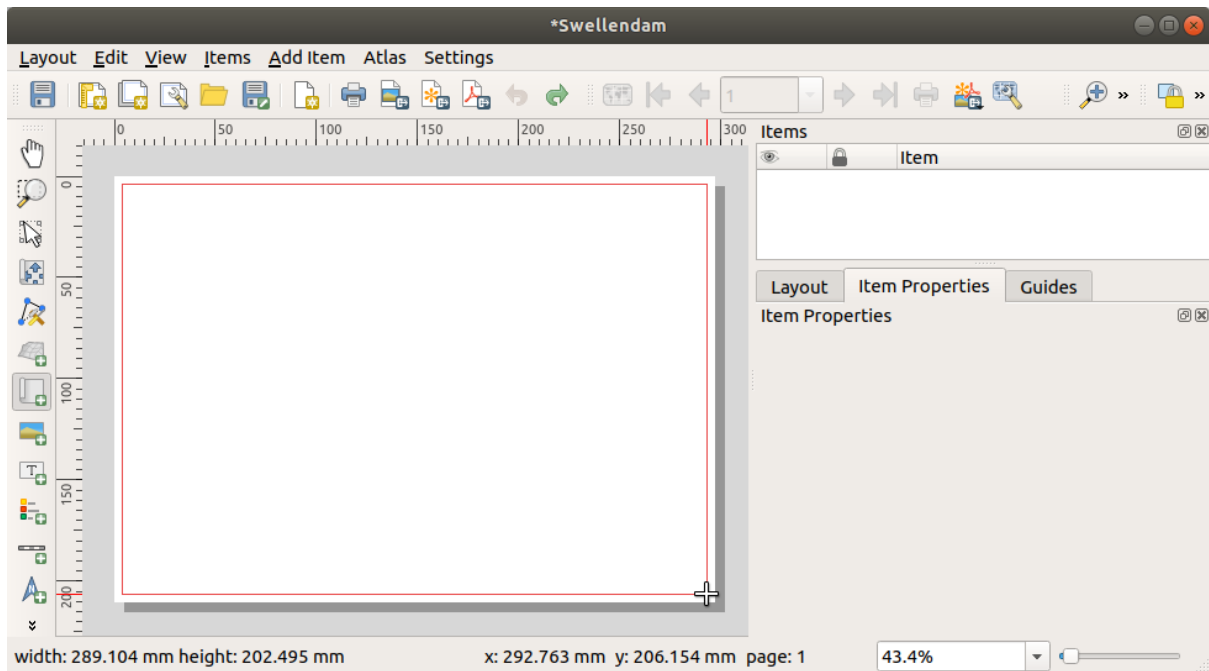 *Swellendam
Layout Edit View Items Add Item Atlas Settings
1
» »
0 50 100 150 200 250 300
Items
Item
0
50
100
150
200
Layout Item Properties Guides
Item Properties
T
width: 289.104 mm height: 202.495 mm x: 292.763 mm y: 206.154 mm page: 1 43.4%